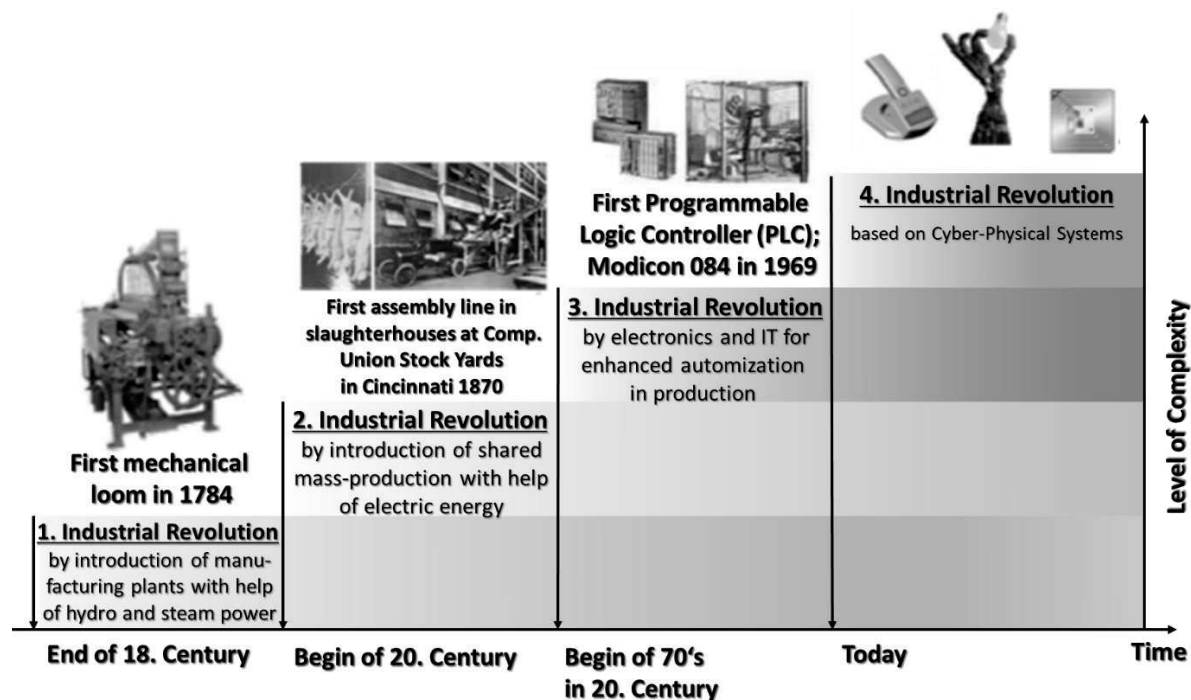 First mechanical
loom in 1784
1. Industrial Revolution
by introduction of manu-
facturing plants with help
of hydro and steam power
End of 18. Century
First assembly line in
slaughterhouses at Comp.
Union Stock Yards
in Cincinnati 1870
2. Industrial Revolution
by introduction of shared
mass-production with help
of electric energy
Begin of 20. Century
First Programmable
Logic Controller (PLC);
Modicon 084 in 1969
3. Industrial Revolution
by electronics and IT for
enhanced automization
in production
Begin of 70‘s
in 20. Century
4. Industrial Revolution
based on Cyber-Physical Systems
Today
Level of Complexity
Time